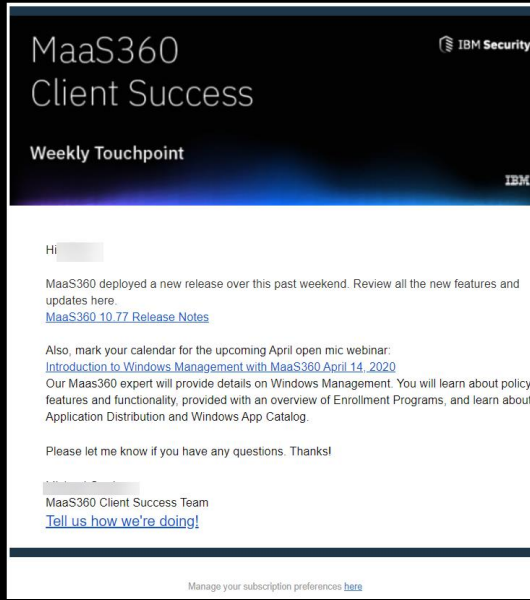 MaaS360
IBM Security
Client Success
Weekly Touchpoint
IBM
Hi
MaaS360 deployed a new release over this past weekend. Review all the new features and
updates here.
MaaS360 10.77 Release Notes
Also, mark your calendar for the upcoming April open mic webinar:
Introduction to Windows Management with MaaS360 April 14, 2020
Our Maas360 expert will provide details on Windows Management. You will learn about policy
features and functionality, provided with an overview of Enrollment Programs, and learn about
Application Distribution and Windows App Catalog.
Please let me know if you have any questions. Thanks!
MaaS360 Client Success Team
Tell us how we're doing!
Manage your subscription preferences here